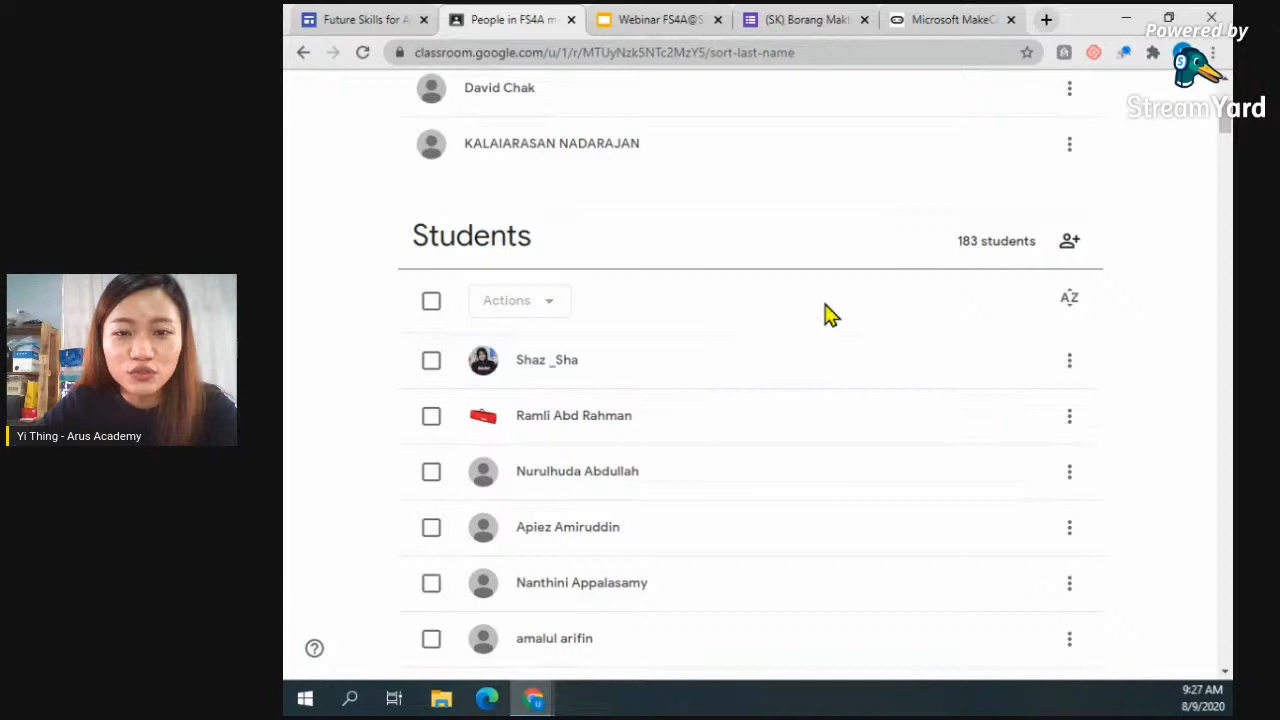 Future Skills for A
People in FS4A m
Webinar FS4A@S
(SK) Borang Mak
Microsoft MakeC
Powered by
classroom.google.com/u/1/r/MTUyNzk5NTc2MzY5/sort-last-name
StreamYard
David Chak
KALAIARASAN NADARAJAN
Students
183 students
Actions
AZ
Shaz _Sha
Ramli Abd Rahman
Nurulhuda Abdullah
Apiez Amiruddin
Nanthini Appalasamy
amalul arifin
Yi Thing - Arus Academy
9:27 AM
8/9/2020